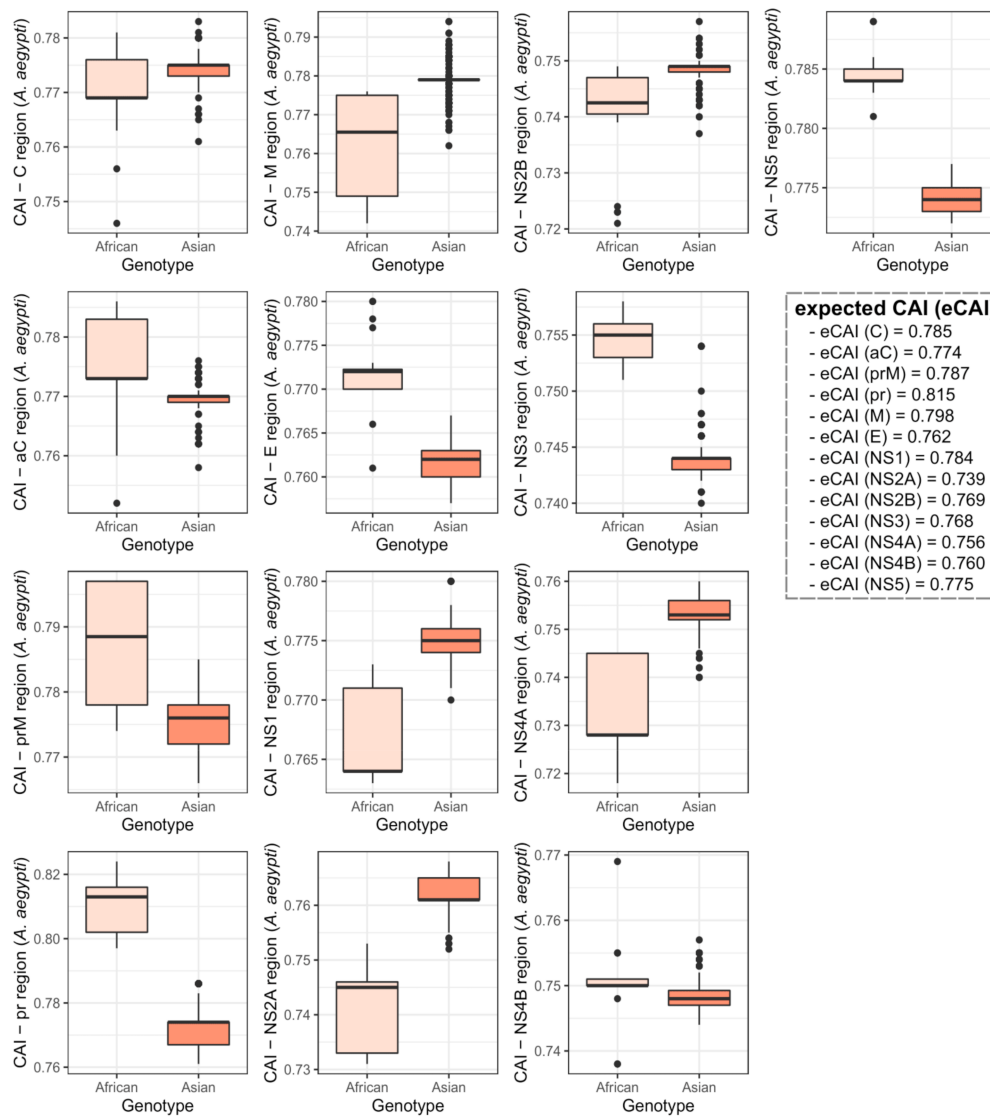 CAI − C region (A. aegypti)
0.78
0.77
0.76
0.75
African
Asian
Genotype
CAI − M region (A. aegypti)
0.79
0.78
0.77
0.76
0.75
0.74
African
Asian
Genotype
CAI − NS2B region (A. aegypti)
0.75
0.74
0.73
0.72
African
Asian
Genotype
CAI − NS5 region (A. aegypti)
0.785
0.780
0.775
African
Asian
Genotype
CAI − aC region (A. aegypti)
0.78
0.77
0.76
African
Asian
Genotype
CAI − E region (A. aegypti)
0.780
0.770
0.760
African
Asian
Genotype
CAI − NS3 region (A. aegypti)
0.755
0.750
0.745
0.740
African
Asian
Genotype
expected CAI (eCAI
- eCAI (C) = 0.785
- eCAI (aC) = 0.774
- eCAI (prM) = 0.787
- eCAI (pr) = 0.815
- eCAI (M) = 0.798
- eCAI (E) = 0.762
- eCAI (NS1) = 0.784
- eCAI (NS2A) = 0.739
- eCAI (NS2B) = 0.769
- eCAI (NS3) = 0.768
- eCAI (NS4A) = 0.756
- eCAI (NS4B) = 0.760
- eCAI (NS5) = 0.775
CAI − prM region (A. aegypti)
0.79
0.78
0.77
African
Asian
Genotype
CAI − NS1 region (A. aegypti)
0.780
0.775
0.770
0.765
African
Asian
Genotype
CAI − NS4A region (A. aegypti)
0.76
0.75
0.74
0.73
0.72
African
Asian
Genotype
CAI − pr region (A. aegypti)
0.82
0.80
0.78
0.76
African
Asian
Genotype
CAI − NS2A region (A. aegypti)
0.76
0.75
0.74
0.73
African
Asian
Genotype
CAI − NS4B region (A. aegypti)
0.77
0.76
0.75
0.74
African
Asian
Genotype